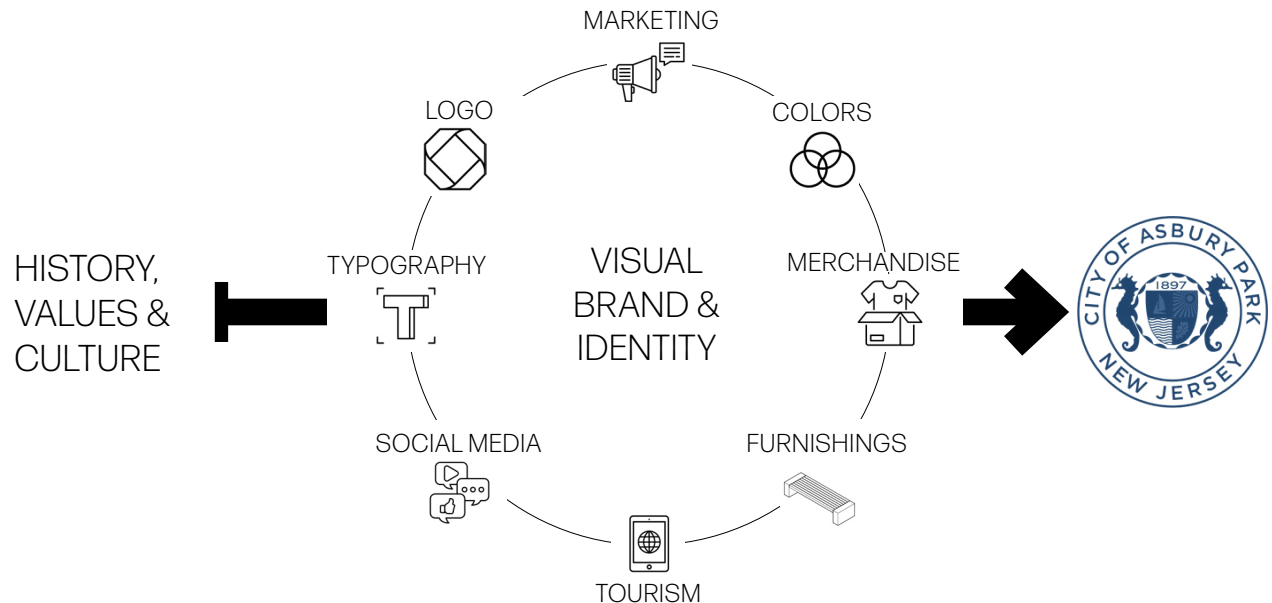 MARKETING
LOGO
COLORS
HISTORY,
VALUES &
CULTURE
TYPOGRAPHY
T
VISUAL
BRAND &
IDENTITY
MERCHANDISE
CITY OF ASBURY PARK
1897
NEW JERSEY
SOCIAL MEDIA
FURNISHINGS
TOURISM